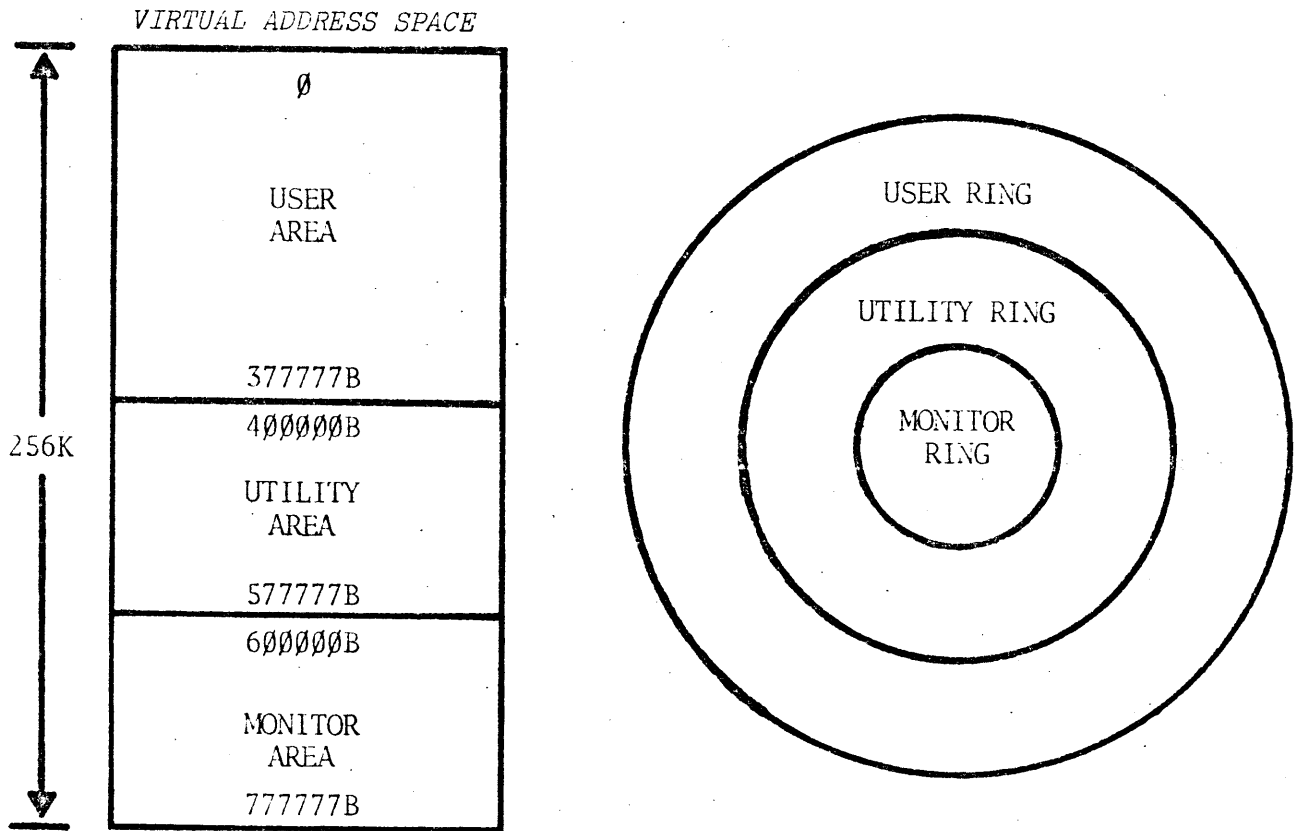 VIRTUAL ADDRESS SPACE
Ø
USER
AREA
377777B
4ØØØØØB
256K
UTILITY
AREA
577777B
6ØØØØØB
MONITOR
AREA
777777B
USER RING
UTILITY RING
MONITOR
RING